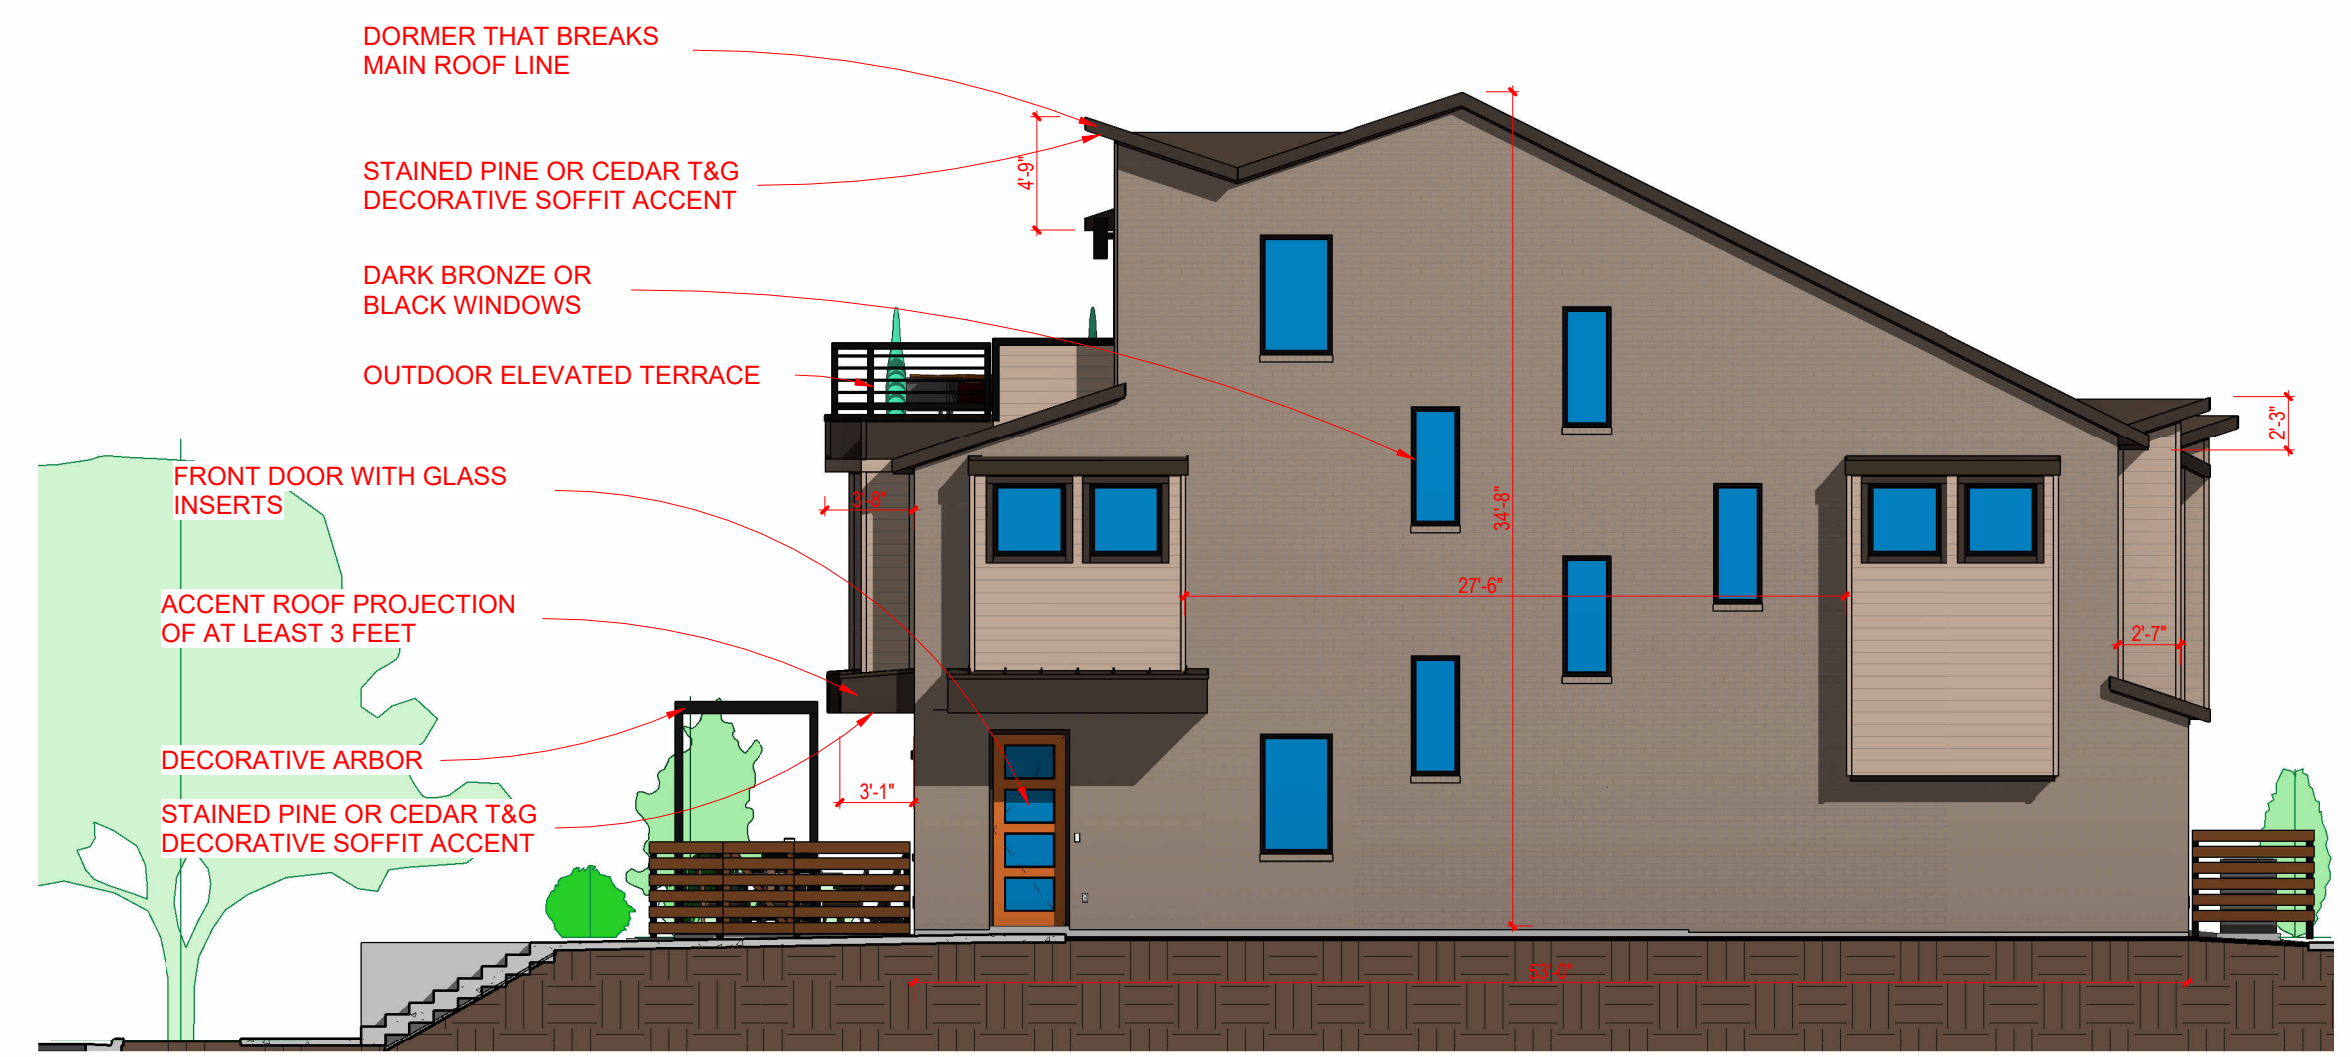 DORMER THAT BREAKS
MAIN ROOF LINE
STAINED PINE OR CEDAR T&G
DECORATIVE SOFFIT ACCENT
4'-9"
DARK BRONZE OR
BLACK WINDOWS
OUTDOOR ELEVATED TERRACE
2'-3"
FRONT DOOR WITH GLASS
INSERTS
3'-8"
34'-8"
27'-6"
ACCENT ROOF PROJECTION
OF AT LEAST 3 FEET
2'-7"
DECORATIVE ARBOR
3'-1"
STAINED PINE OR CEDAR T&G
DECORATIVE SOFFIT ACCENT
53'-0"